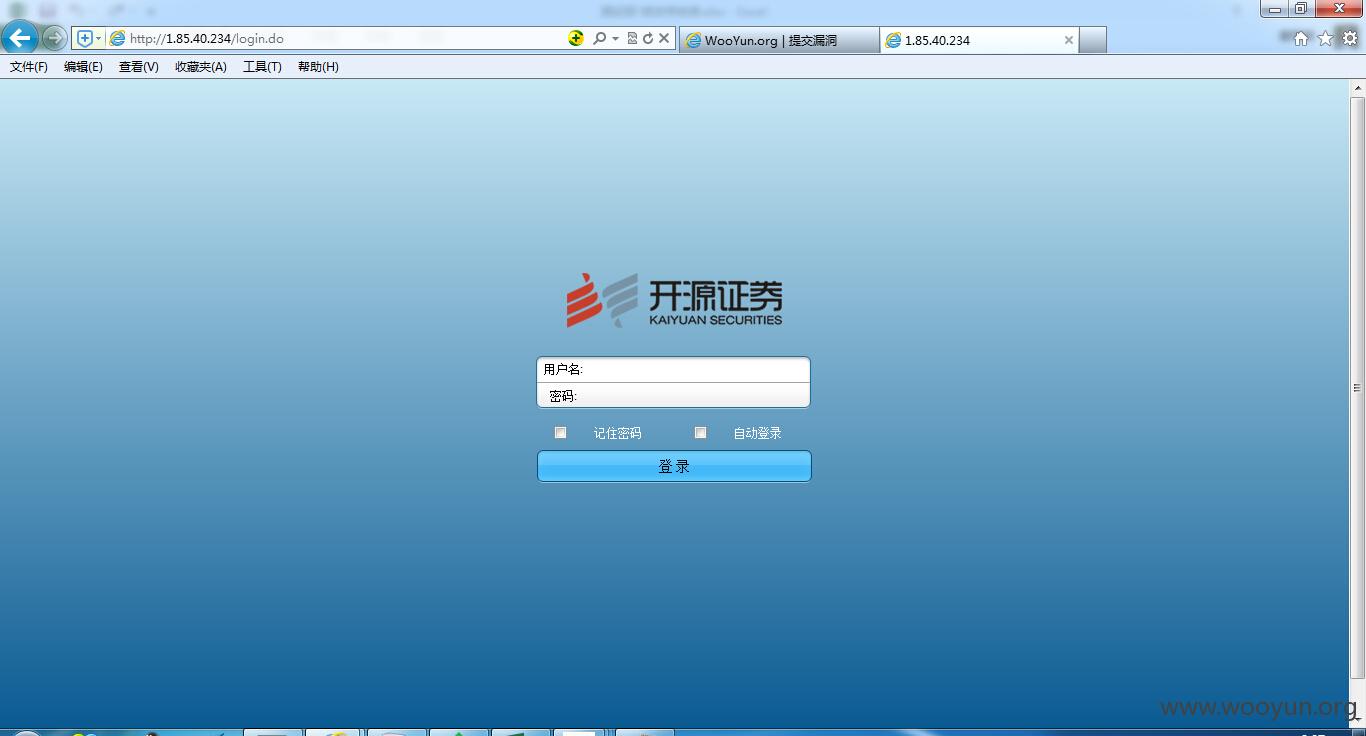 http://1.85.40.234/login.do
WooYun.org | 提交漏洞
1.85.40.234
文件(F) 编辑(E) 查看(V) 收藏夹(A) 工具(T) 帮助(H)
开源证券
KAIYUAN SECURITIES
用户名:
密码:
记住密码 自动登录
登 录
www.wooyun.org